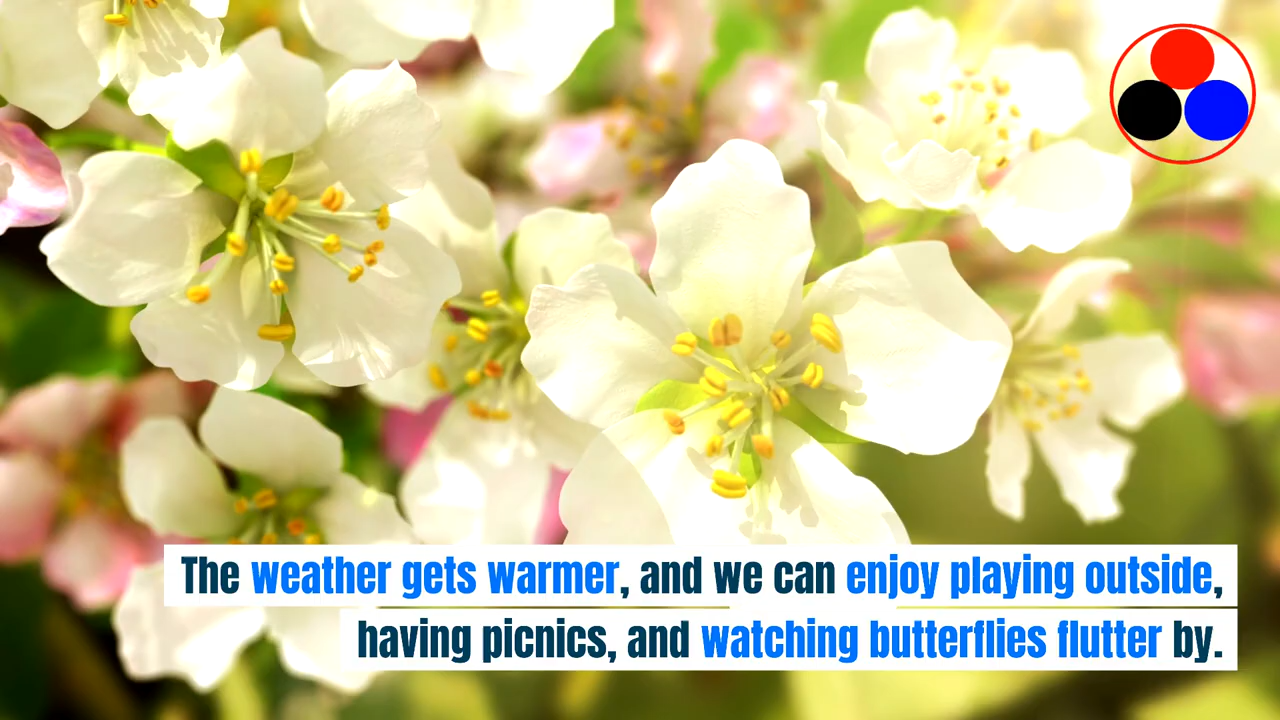 The weather gets warmer, and we can enjoy playing outside,
having picnics, and watching butterflies flutter by.